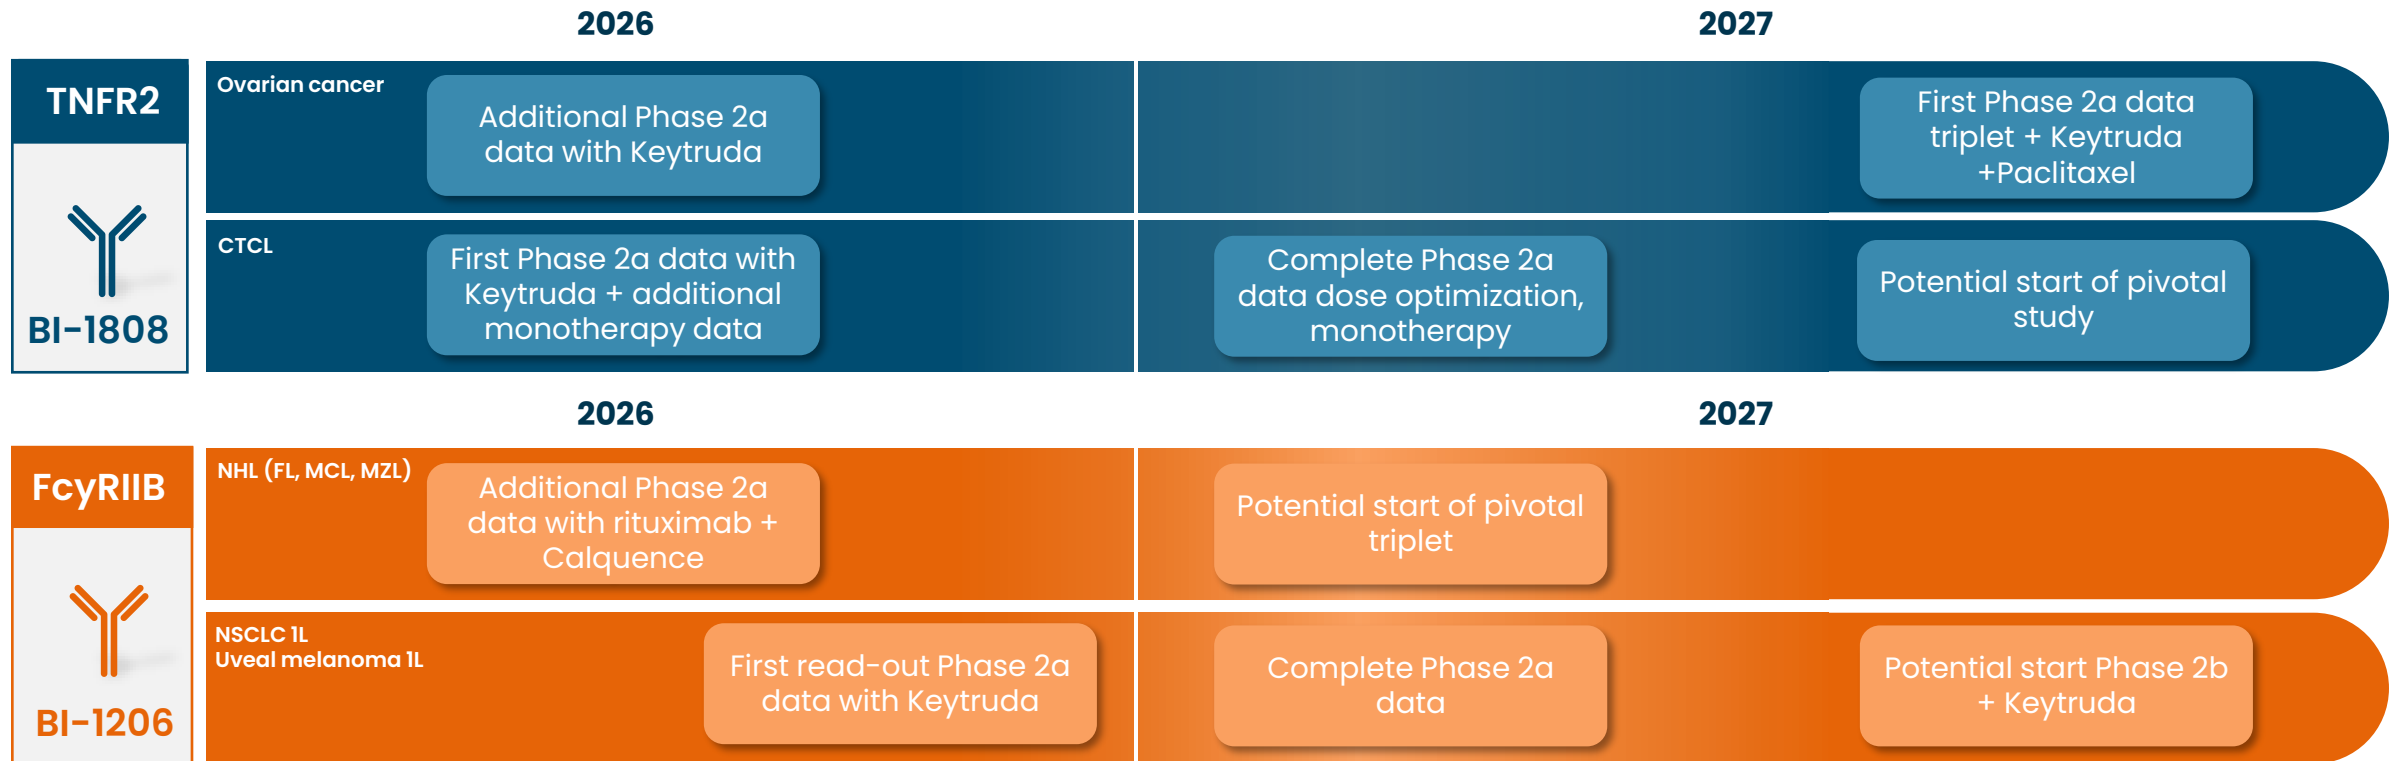 2026
2027
TNFR2
BI-1808
Ovarian cancer
Additional Phase 2a
data with Keytruda
First Phase 2a data
triplet + Keytruda
+Paclitaxel
CTCL
First Phase 2a data with
Keytruda + additional
monotherapy data
Complete Phase 2a
data dose optimization,
monotherapy
Potential start of pivotal
study
2026
2027
FcyRIIB
BI-1206
NHL (FL, MCL, MZL)
Additional Phase 2a
data with rituximab +
Calquence
Potential start of pivotal
triplet
NSCLC 1L
Uveal melanoma 1L
First read-out Phase 2a
data with Keytruda
Complete Phase 2a
data
Potential start Phase 2b
+ Keytruda